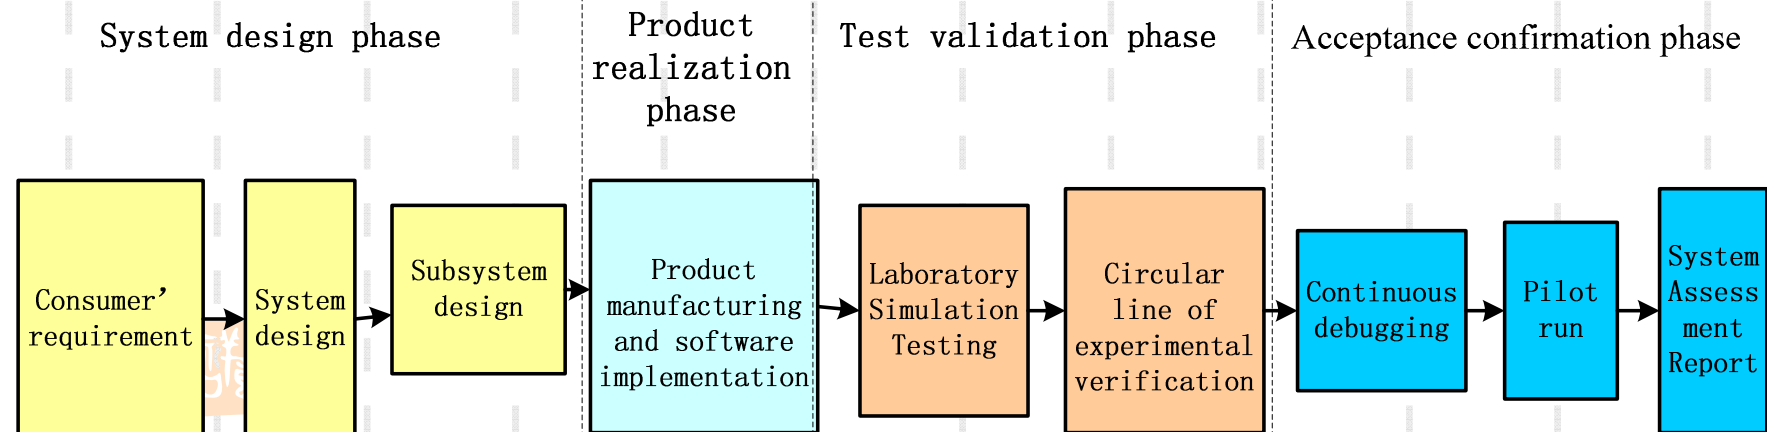 System design phase
Product
realization
phase
Test validation phase
Acceptance confirmation phase
Consumer’
requirement
System
design
Subsystem
design
Product
manufacturing
and software
implementation
Laboratory
Simulation
Testing
Circular
line of
experimental
verification
Continuous
debugging
Pilot
run
System
Assess
ment
Report